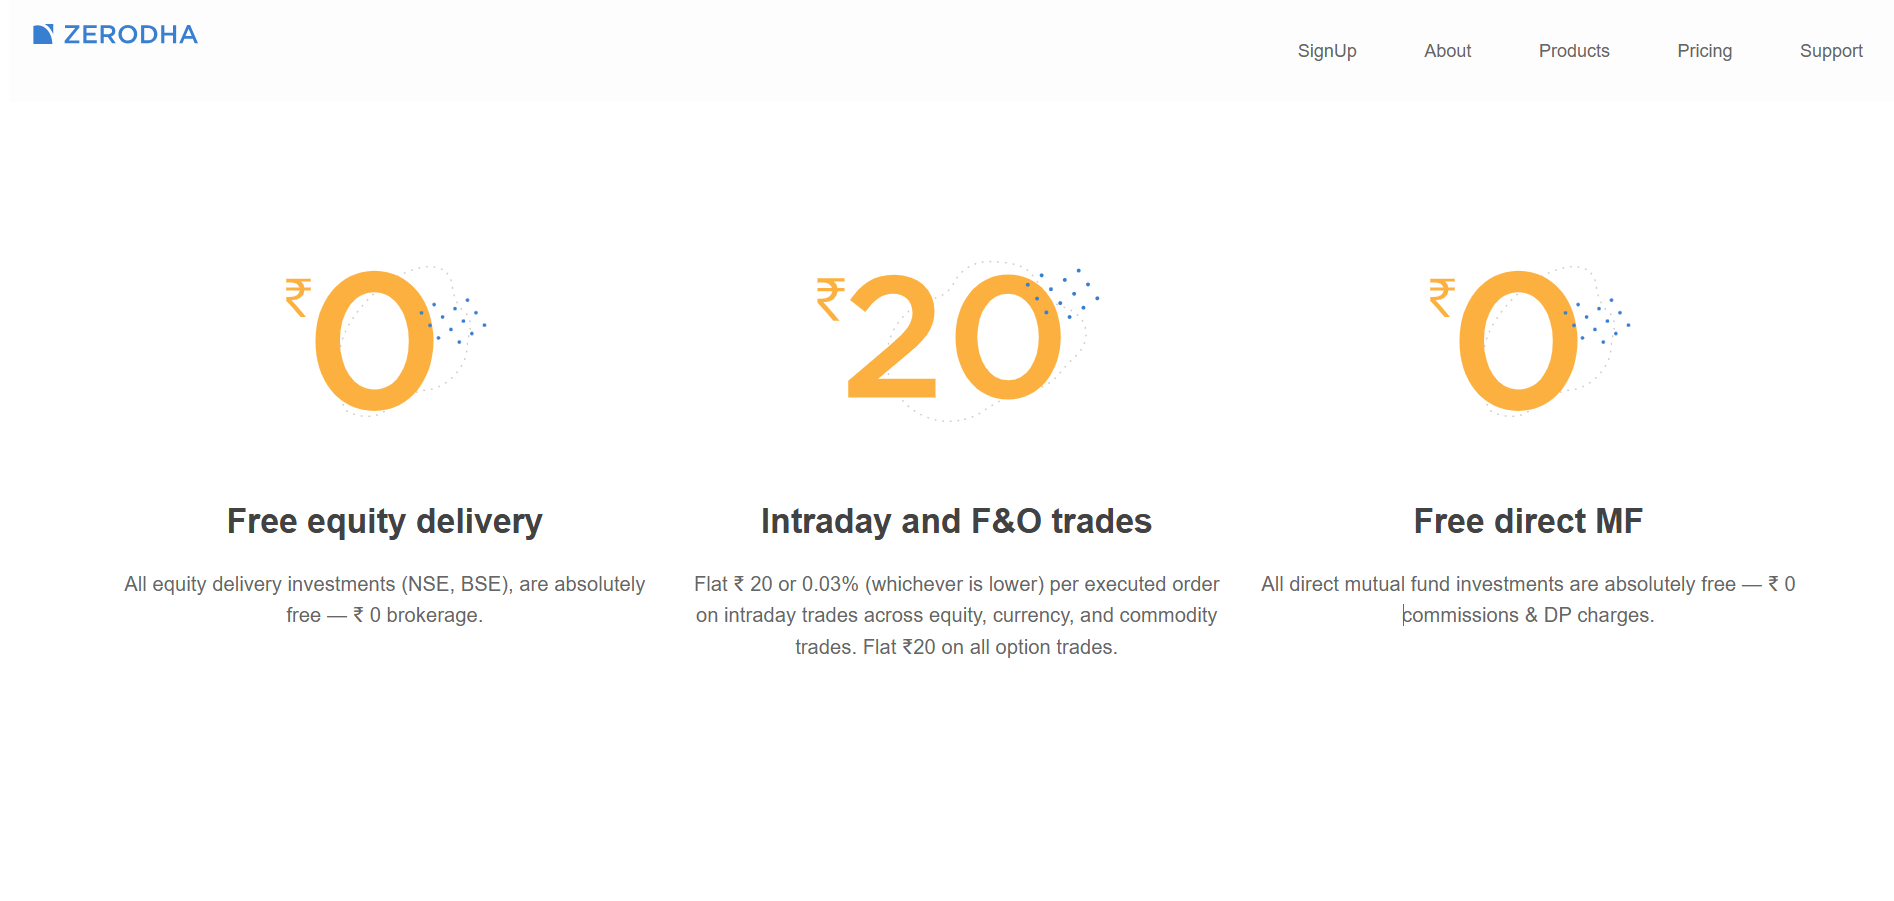 ZERODHA
SignUp
About
Products
Pricing
Support
₹0
₹20
₹0
Free equity delivery
All equity delivery investments (NSE, BSE), are absolutely
free — ₹ 0 brokerage.
Intraday and F&O trades
Flat ₹ 20 or 0.03% (whichever is lower) per executed order
on intraday trades across equity, currency, and commodity
trades. Flat ₹20 on all option trades.
Free direct MF
All direct mutual fund investments are absolutely free — ₹ 0
commissions & DP charges.